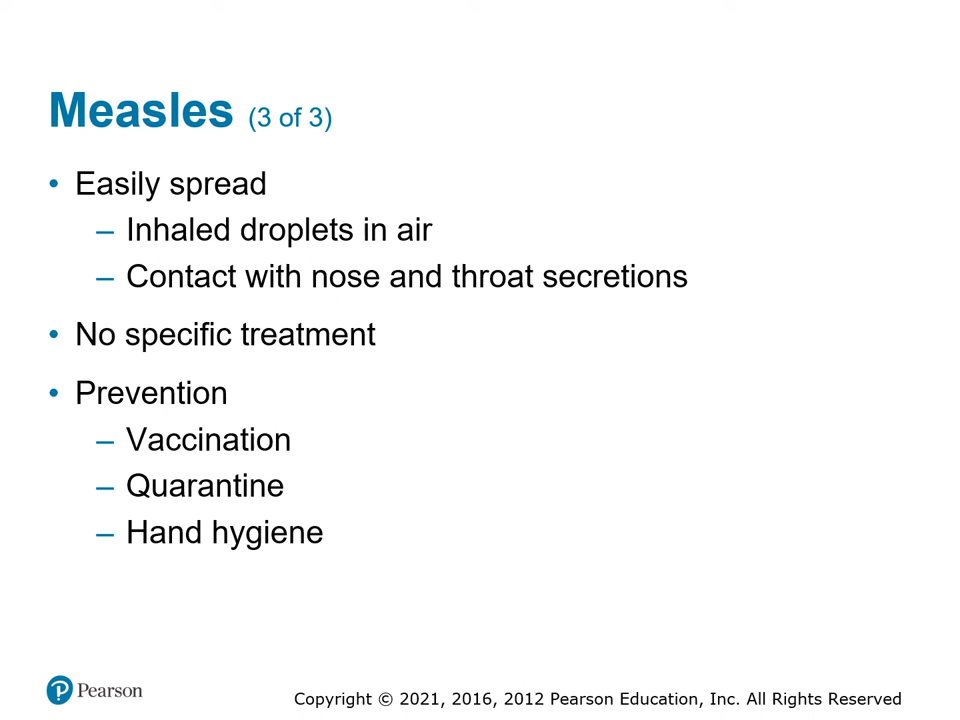 Measles (3 of 3)
• Easily spread
– Inhaled droplets in air
– Contact with nose and throat secretions
• No specific treatment
• Prevention
– Vaccination
– Quarantine
– Hand hygiene
Pearson
Copyright © 2021, 2016, 2012 Pearson Education, Inc. All Rights Reserved